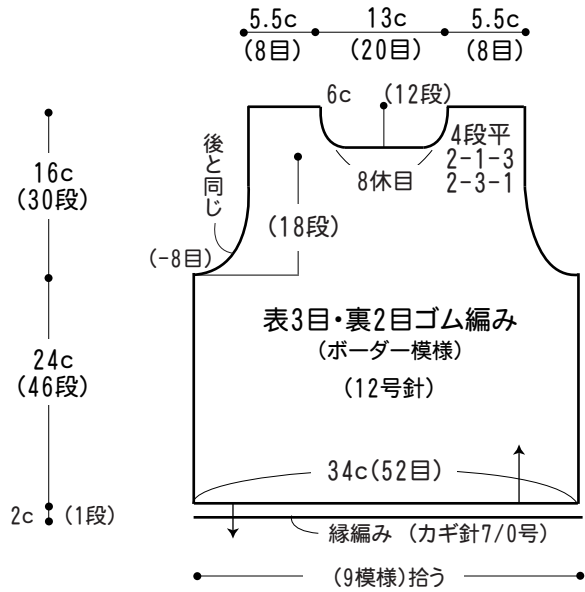 5.5c 13c 5.5c
(8目) (20目) (8目)
6c (12段)
4段平
2-1-3
2-3-1
8休目
後と同じ
16c
(30段)
(18段)
(-8目)
表3目・裏2目ゴム編み
(ボーダー模様)
(12号針)
24c
(46段)
34c(52目)
2c (1段)
縁編み (カギ針7/0号)
(9模様)拾う